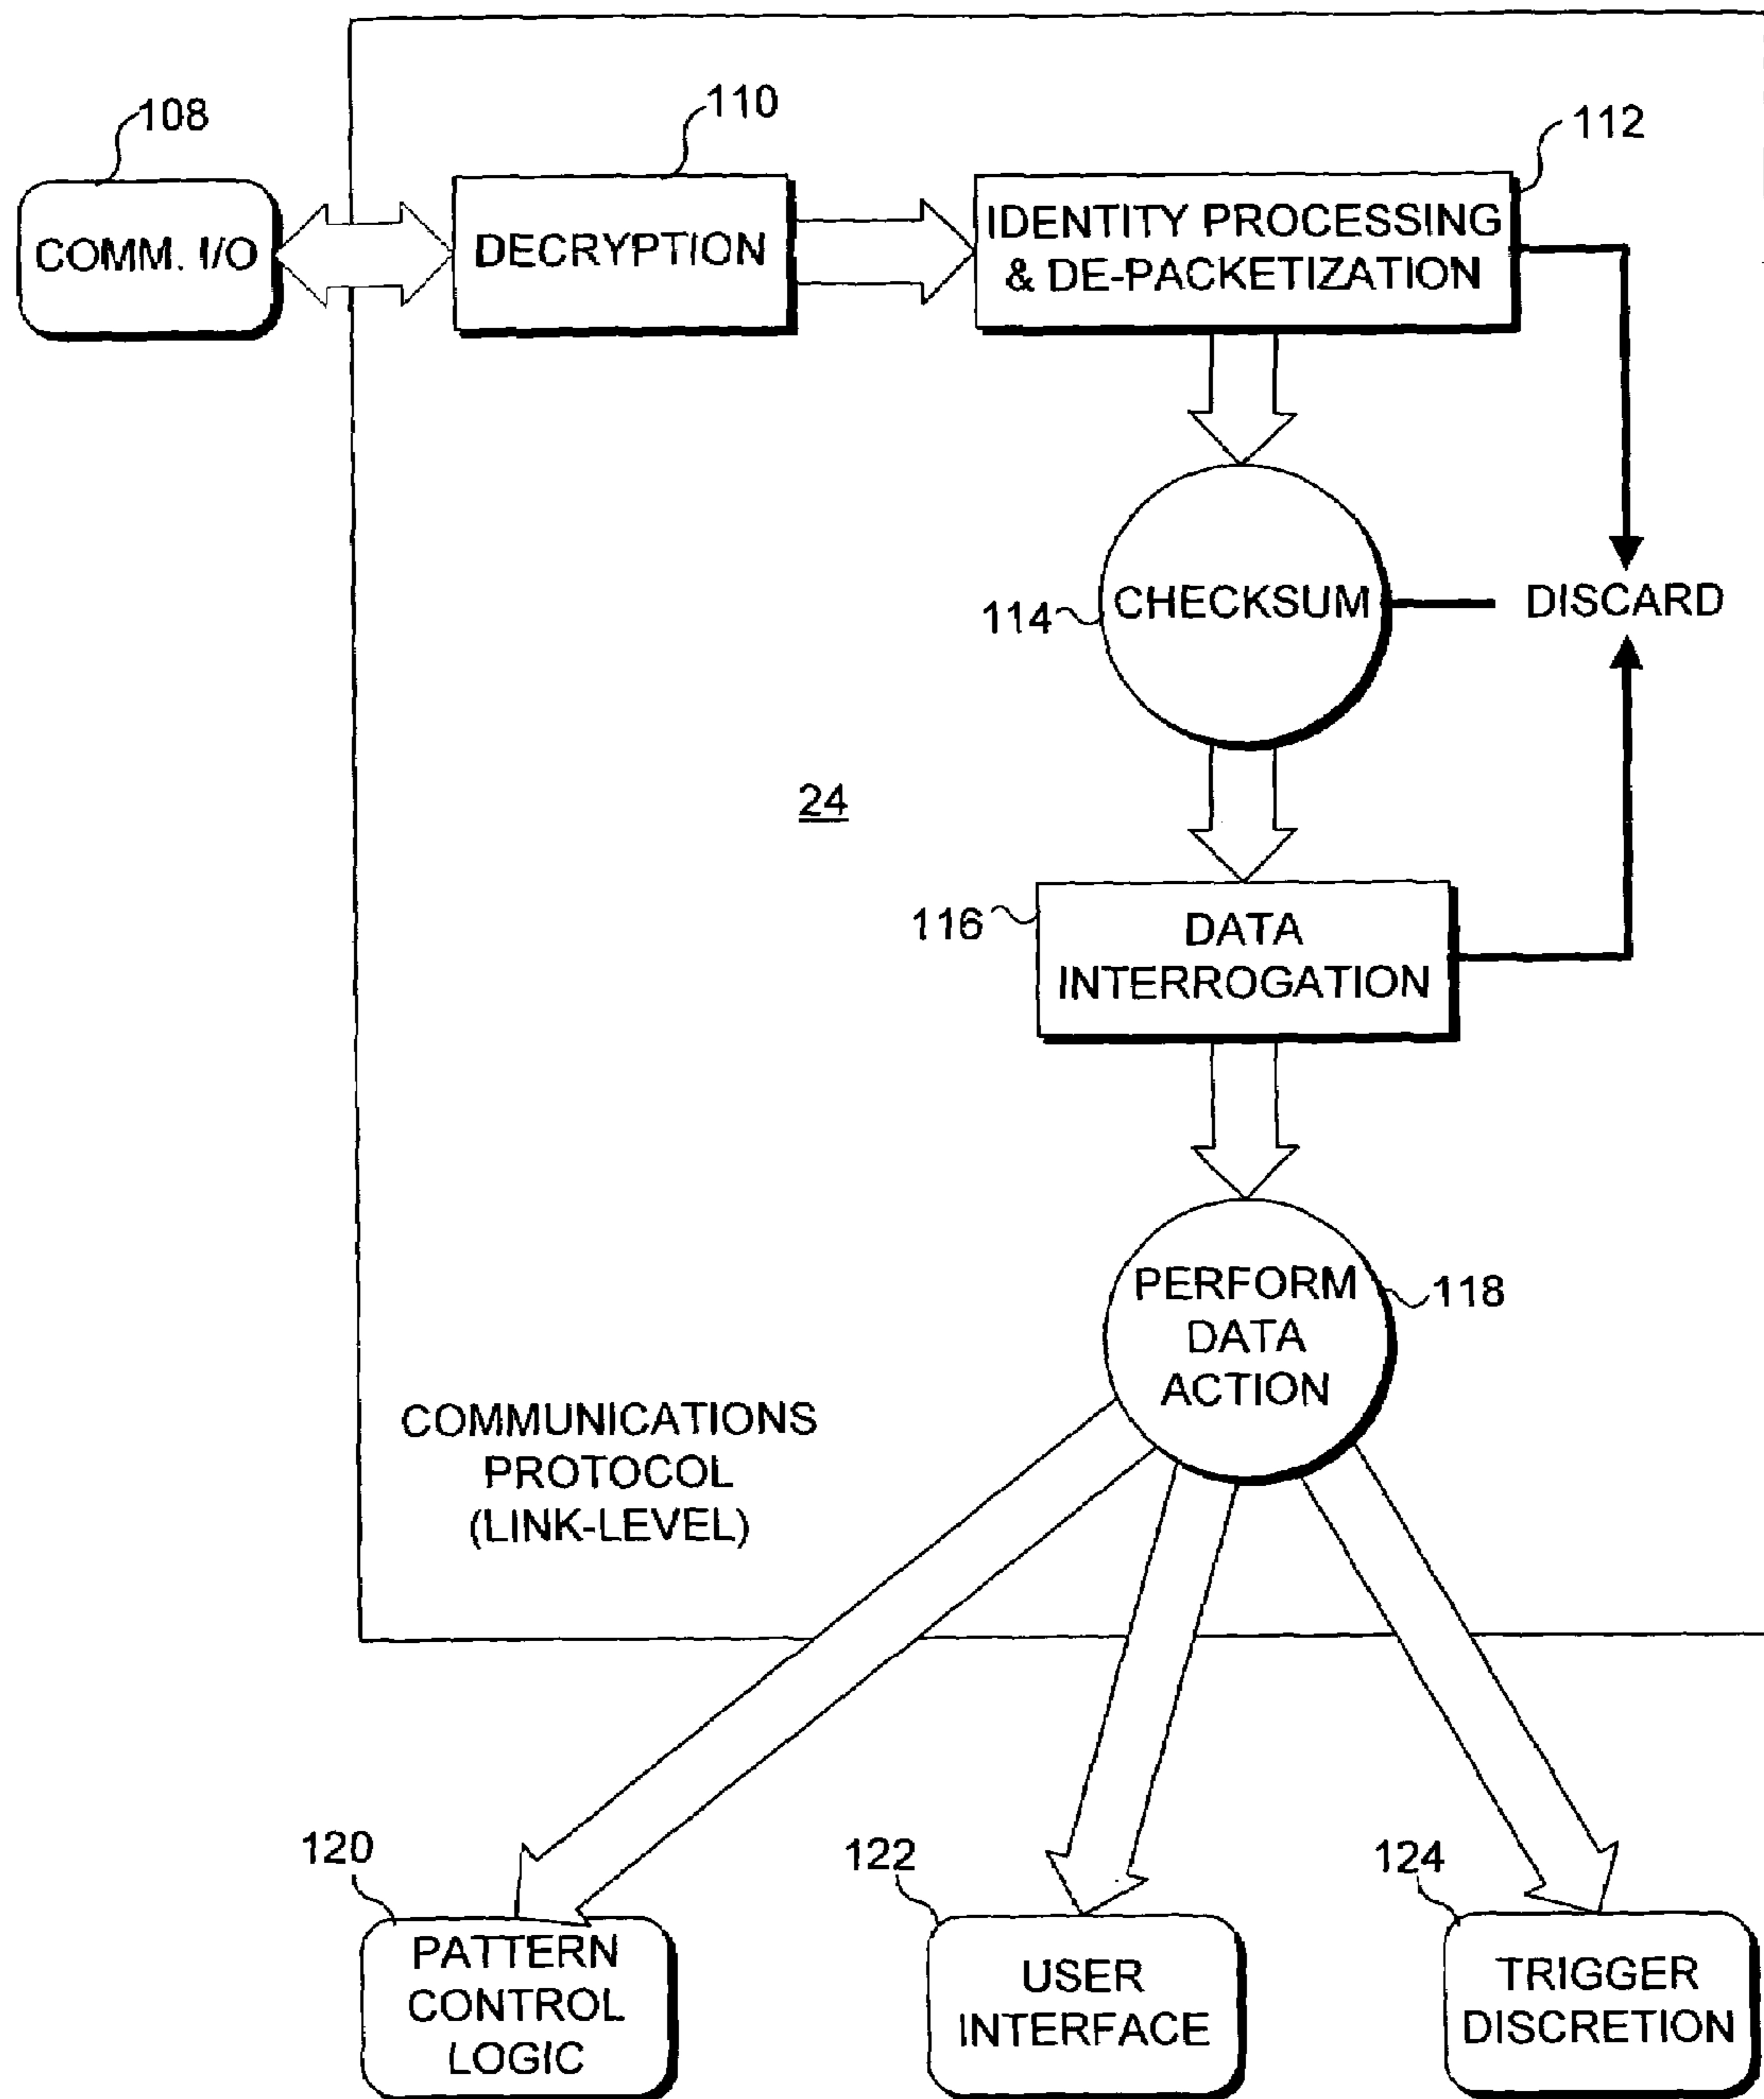 108
110
112
COMM. I/O
DECRYPTION
IDENTITY PROCESSING
& DE-PACKETIZATION
114
CHECKSUM
DISCARD
24
116
DATA
INTERROGATION
PERFORM
DATA
ACTION
118
COMMUNICATIONS
PROTOCOL
(LINK-LEVEL)
120
122
124
PATTERN
CONTROL
LOGIC
USER
INTERFACE
TRIGGER
DISCRETION